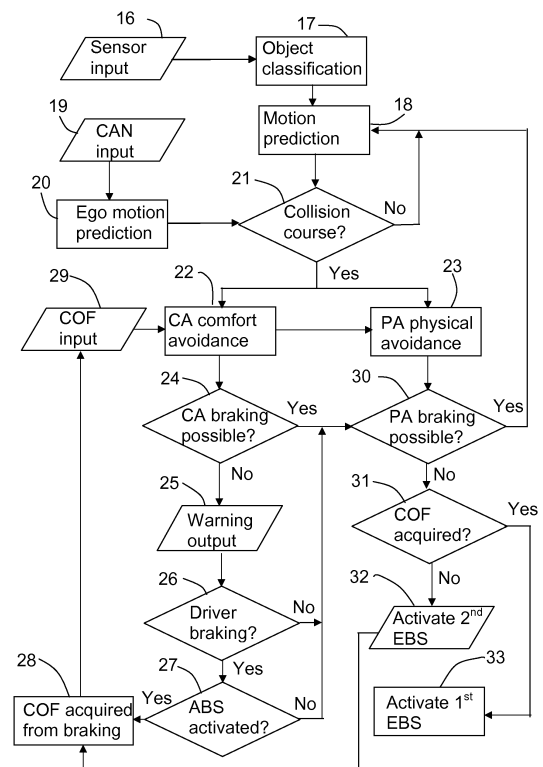 16
Sensor
input
17
Object
classification
18
Motion
prediction
19
CAN
input
20
Ego motion
prediction
21
Collision
course?
No
Yes
29
COF
input
22
CA comfort
avoidance
23
PA physical
avoidance
24
CA braking
possible?
Yes
No
30
PA braking
possible?
Yes
No
25
Warning
output
31
COF
acquired?
Yes
No
26
Driver
braking?
No
Yes
32
Activate 2nd
EBS
27
ABS
activated?
Yes
No
28
COF acquired
from braking
33
Activate 1st
EBS